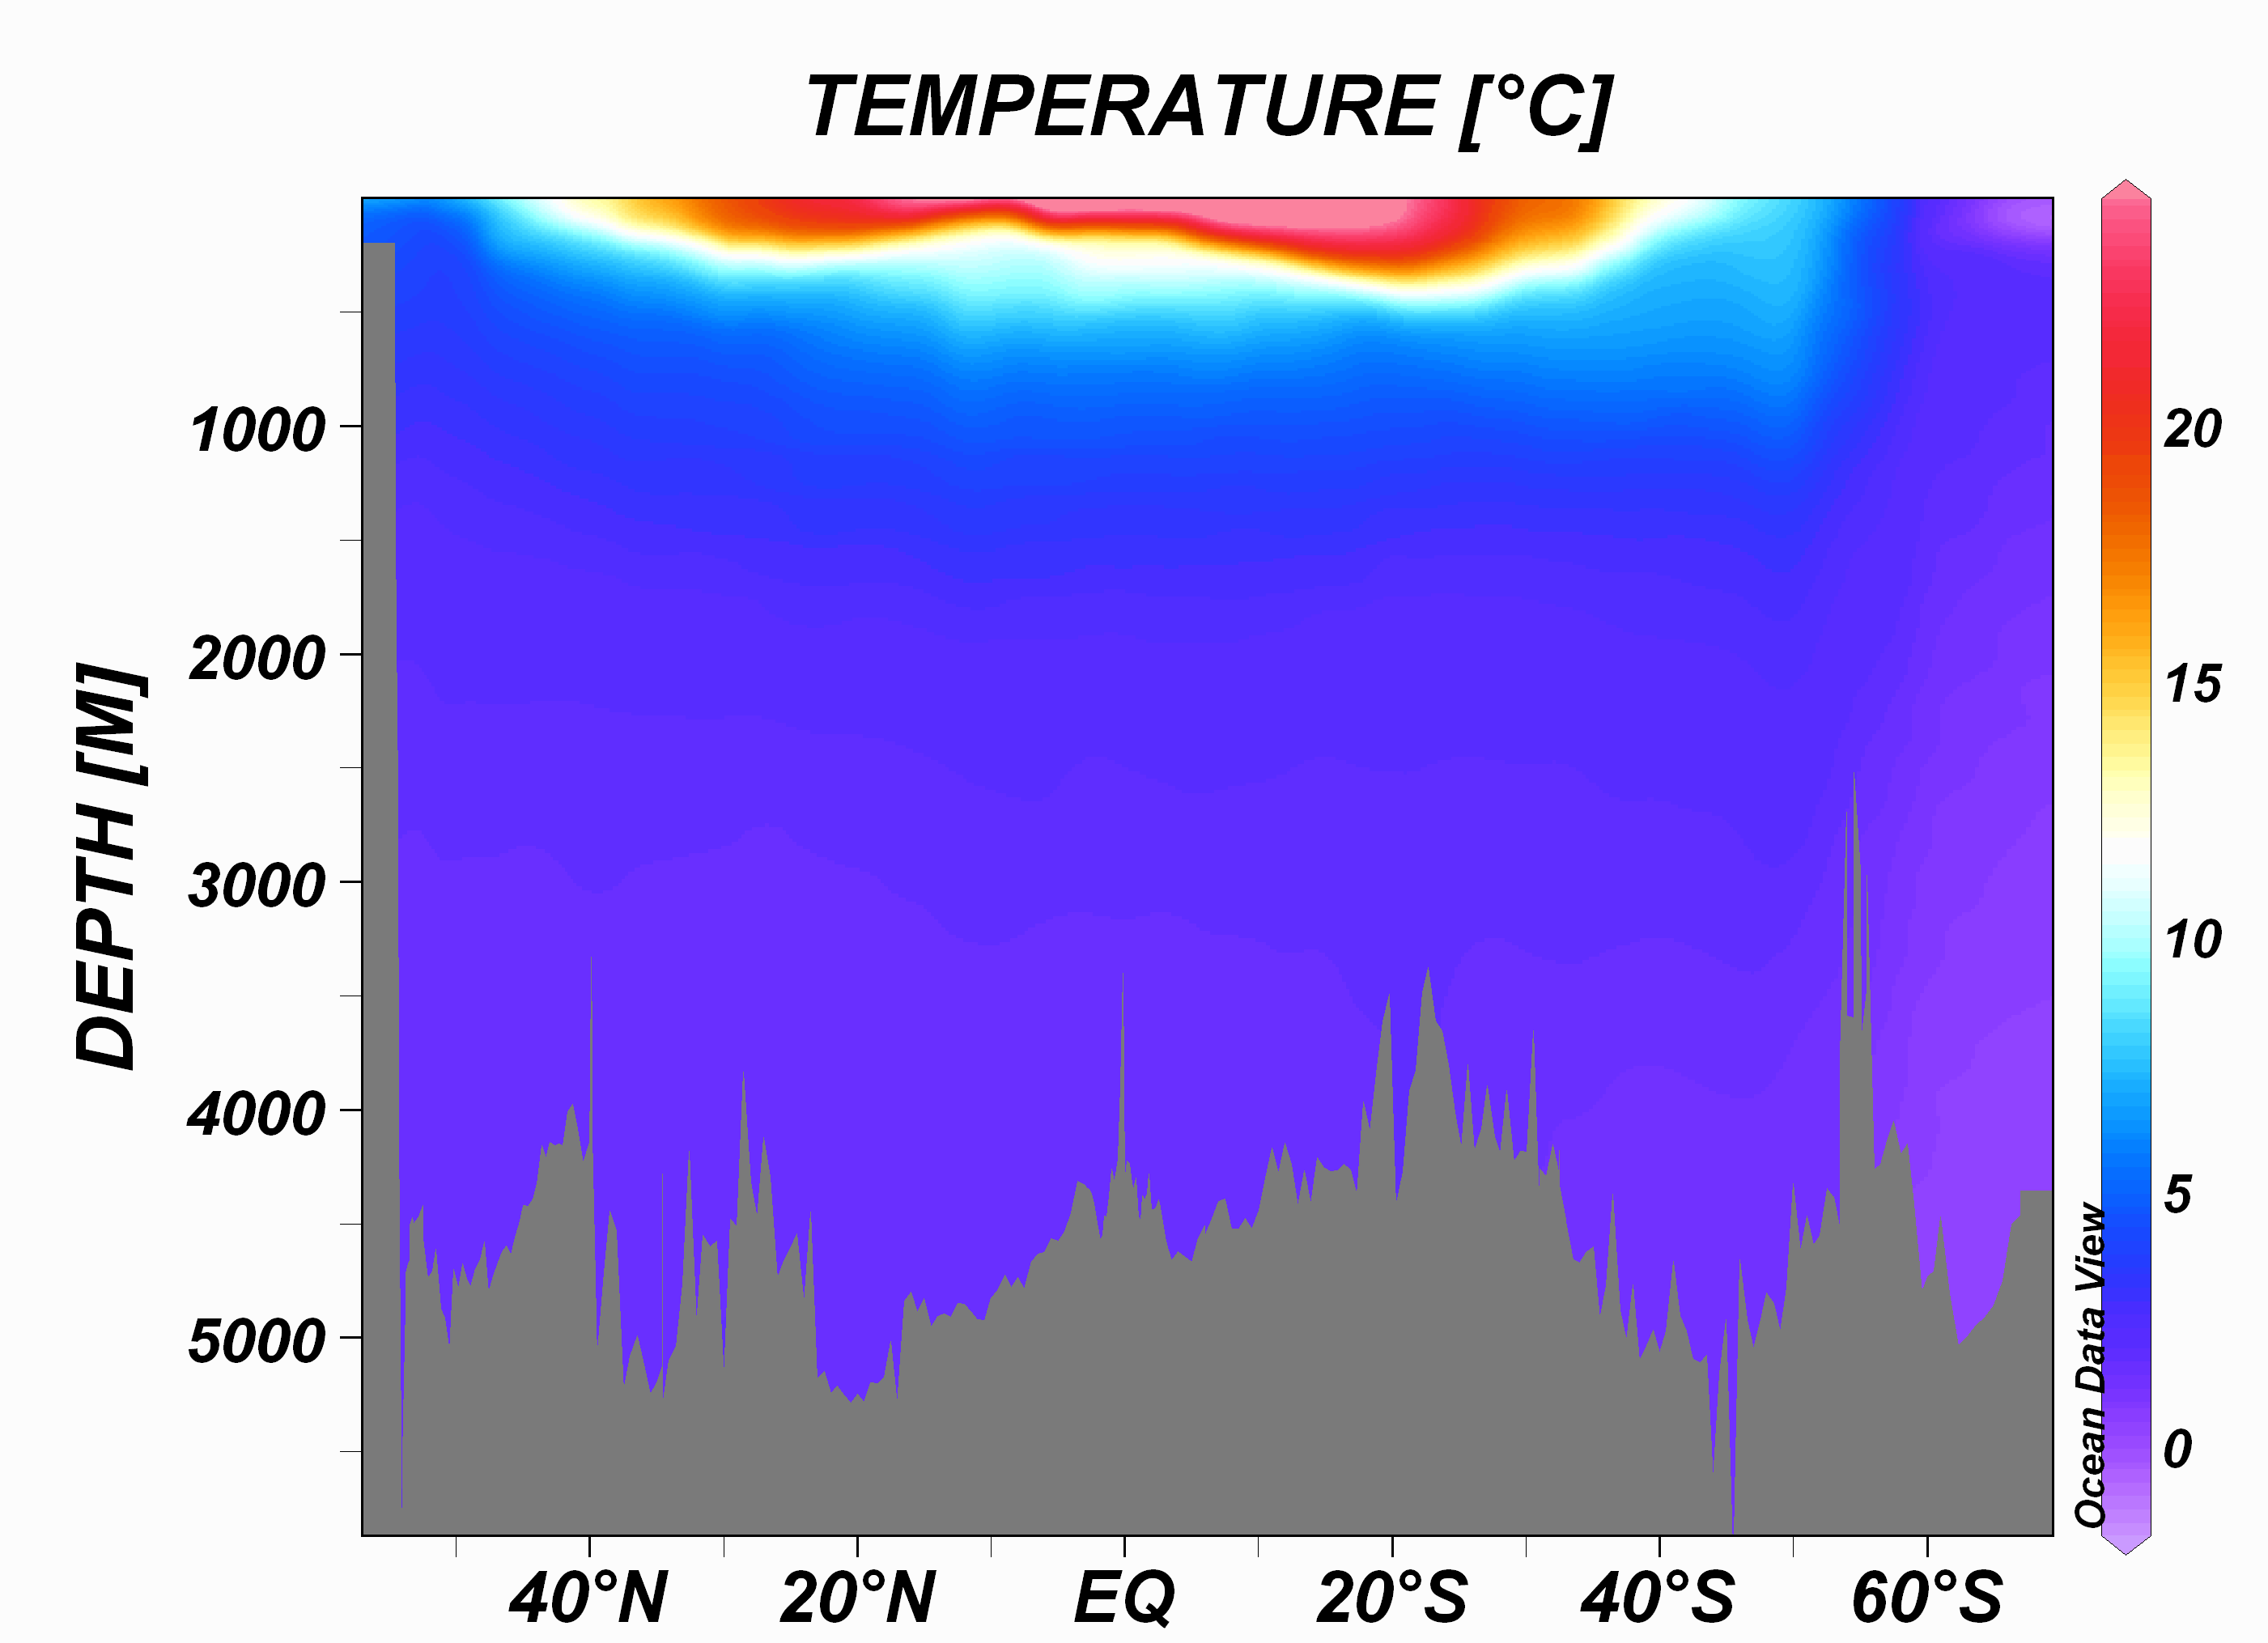 TEMPERATURE [°C]
DEPTH [M]
1000
2000
3000
4000
5000
40°N
20°N
EQ
20°S
40°S
60°S
20
15
10
5
0
Ocean Data View